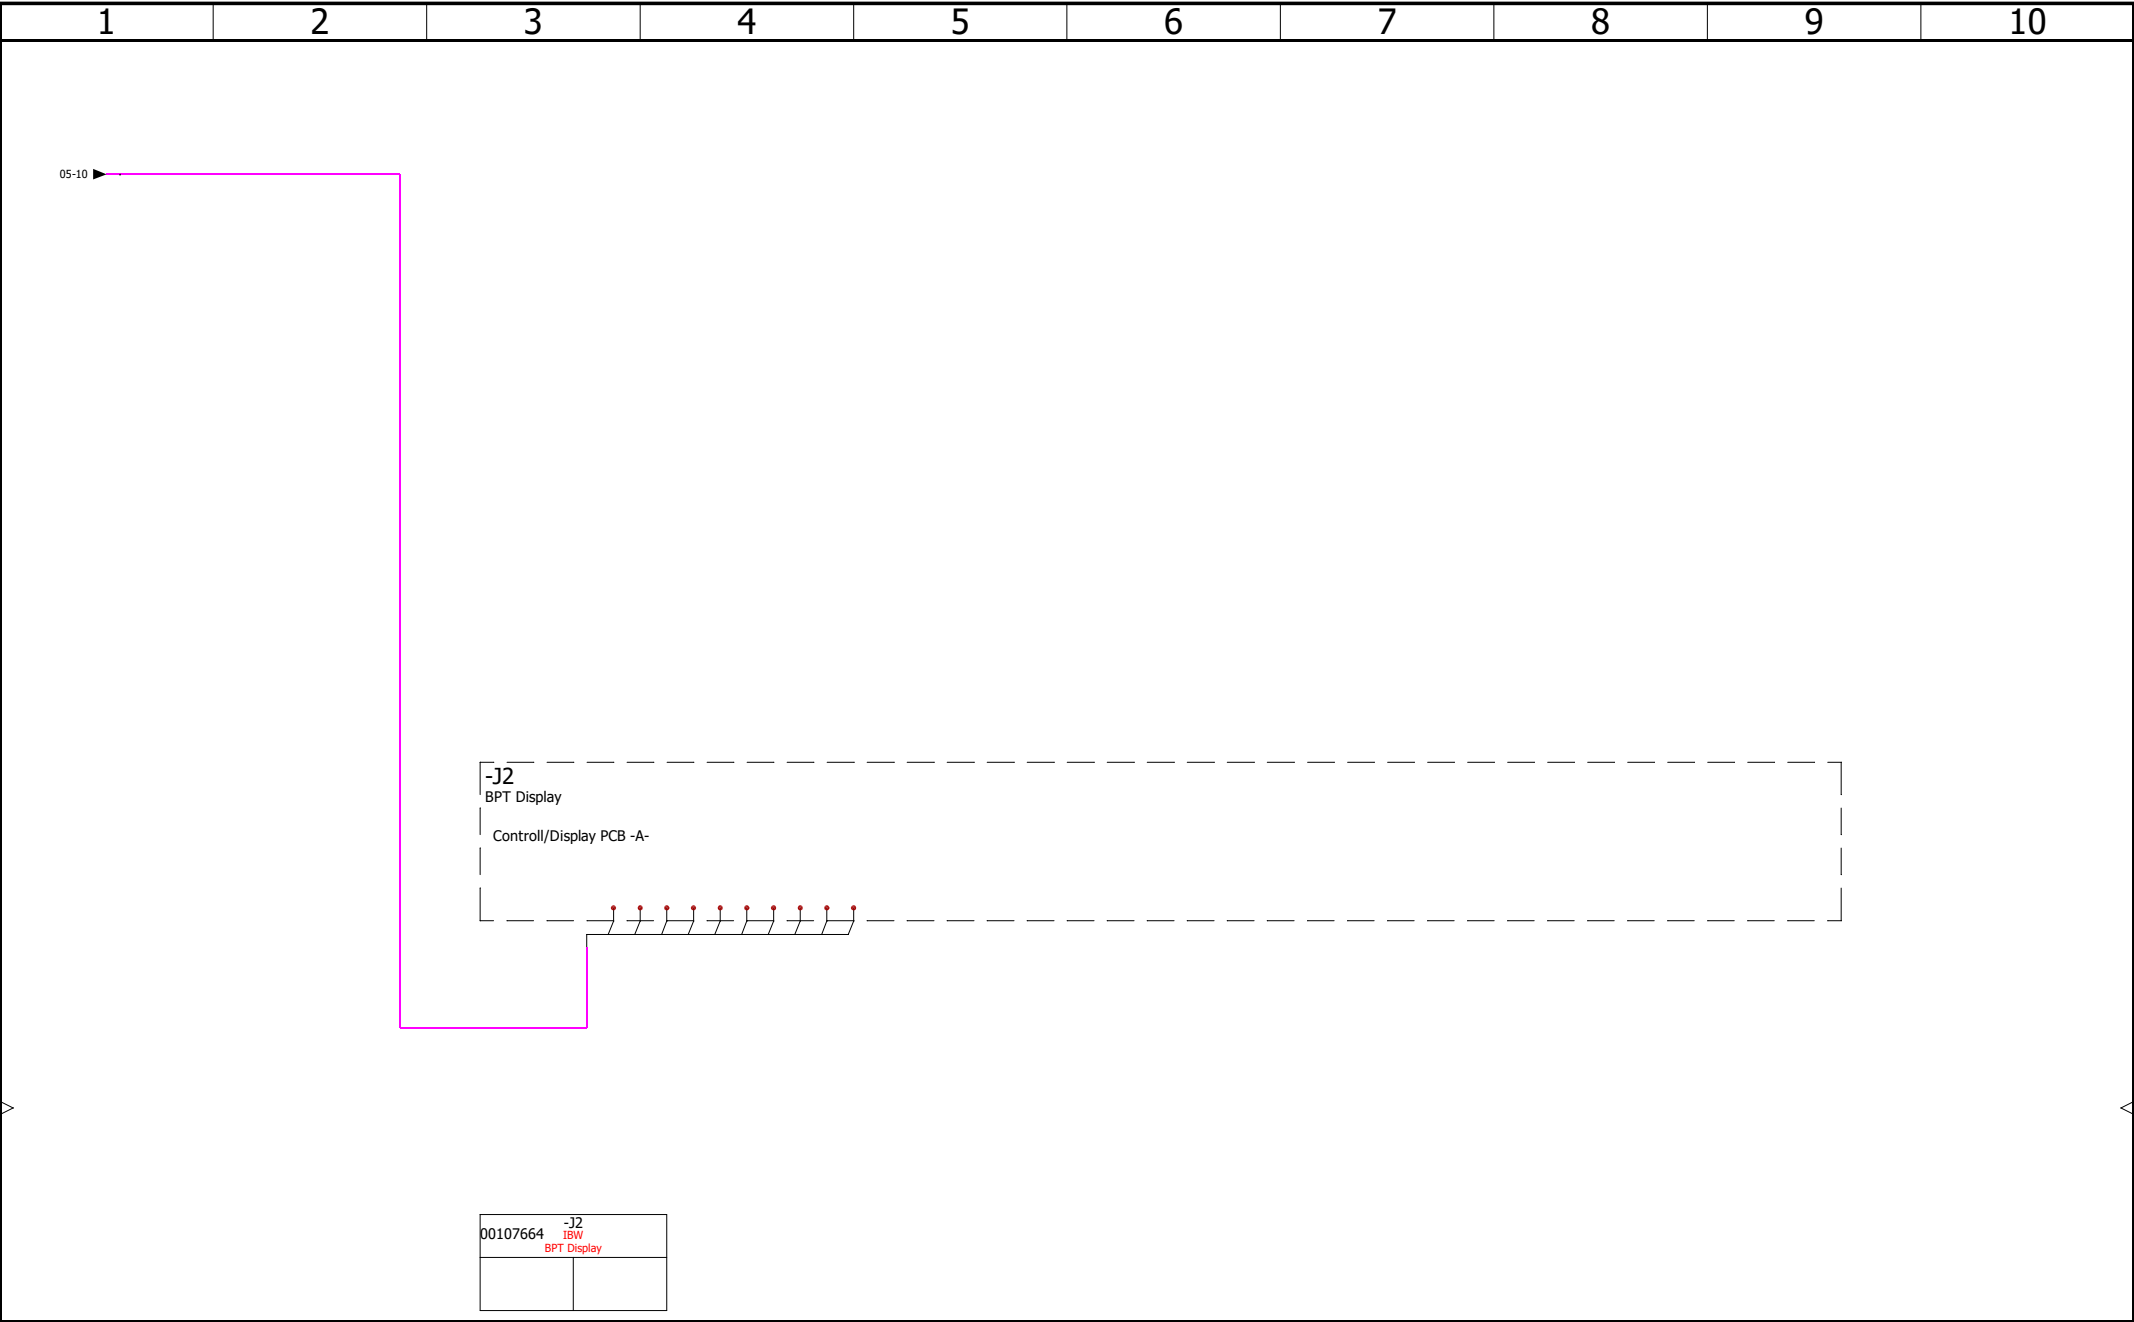 1 2 3 4 5 6 7 8 9 10
05-10
-J2
BPT Display
Controll/Display PCB -A-
-J2
00107664 IBW
BPT Display